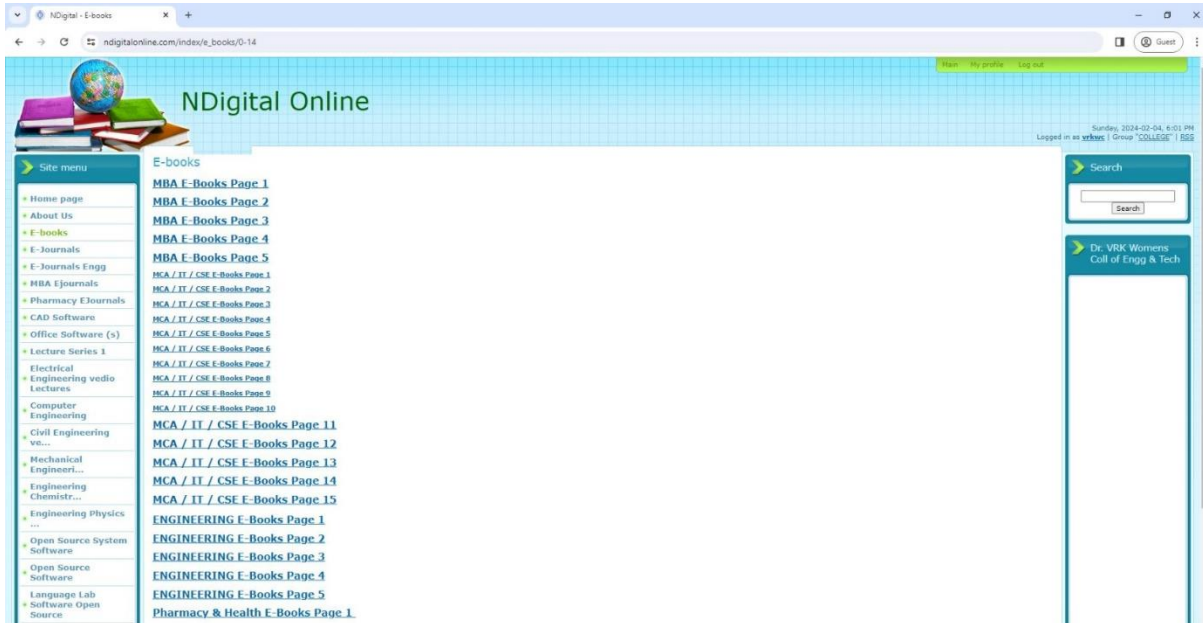 NDigital - E-books
ndigitalonline.com/index/e_books/0-14
Guest
Main My profile Log out
NDigital Online
Sunday, 2024-02-04, 6:01 PM
Logged in as vrkwc | Group "COLLEGE" | RSS
Site menu
Home page
About Us
E-books
E-Journals
E-Journals Engg
MBA Ejournals
Pharmacy EJournals
CAD Software
Office Software (s)
Lecture Series 1
Electrical
Engineering vedio
Lectures
Computer
Engineering
Civil Engineering
ve...
Mechanical
Engineeri...
Engineering
Chemistr...
Engineering Physics
...
Open Source System
Software
Open Source
Software
Language Lab
Software Open
Source
E-books
MBA E-Books Page 1
MBA E-Books Page 2
MBA E-Books Page 3
MBA E-Books Page 4
MBA E-Books Page 5
MCA / IT / CSE E-Books Page 1
MCA / IT / CSE E-Books Page 2
MCA / IT / CSE E-Books Page 3
MCA / IT / CSE E-Books Page 4
MCA / IT / CSE E-Books Page 5
MCA / IT / CSE E-Books Page 6
MCA / IT / CSE E-Books Page 7
MCA / IT / CSE E-Books Page 8
MCA / IT / CSE E-Books Page 9
MCA / IT / CSE E-Books Page 10
MCA / IT / CSE E-Books Page 11
MCA / IT / CSE E-Books Page 12
MCA / IT / CSE E-Books Page 13
MCA / IT / CSE E-Books Page 14
MCA / IT / CSE E-Books Page 15
ENGINEERING E-Books Page 1
ENGINEERING E-Books Page 2
ENGINEERING E-Books Page 3
ENGINEERING E-Books Page 4
ENGINEERING E-Books Page 5
Pharmacy & Health E-Books Page 1
Search
Search
Dr. VRK Womens
Coll of Engg & Tech